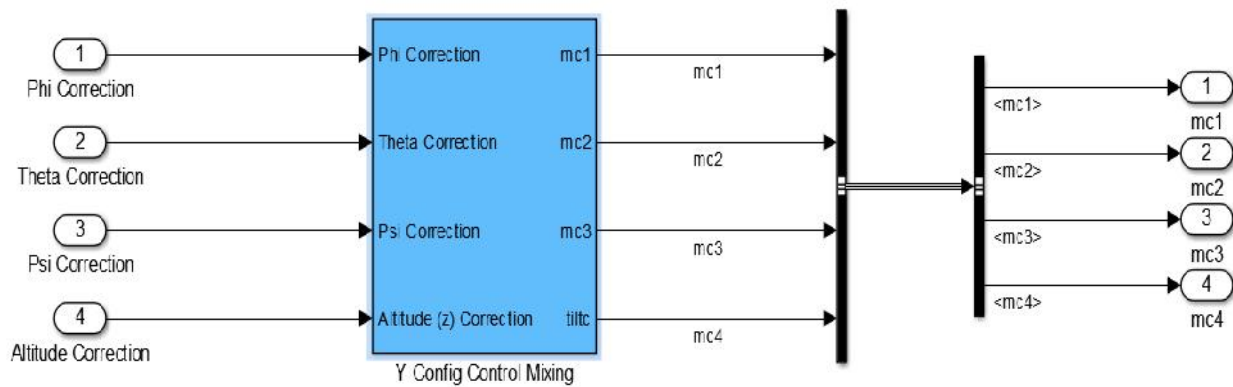 1
Phi Correction
2
Theta Correction
3
Psi Correction
4
Altitude Correction
Phi Correction
Theta Correction
Psi Correction
Altitude (z) Correction
mc1
mc2
mc3
tiltc
Y Config Control Mixing
mc1
mc2
mc3
mc4
<mc1>
<mc2>
<mc3>
<mc4>
1
mc1
2
mc2
3
mc3
4
mc4